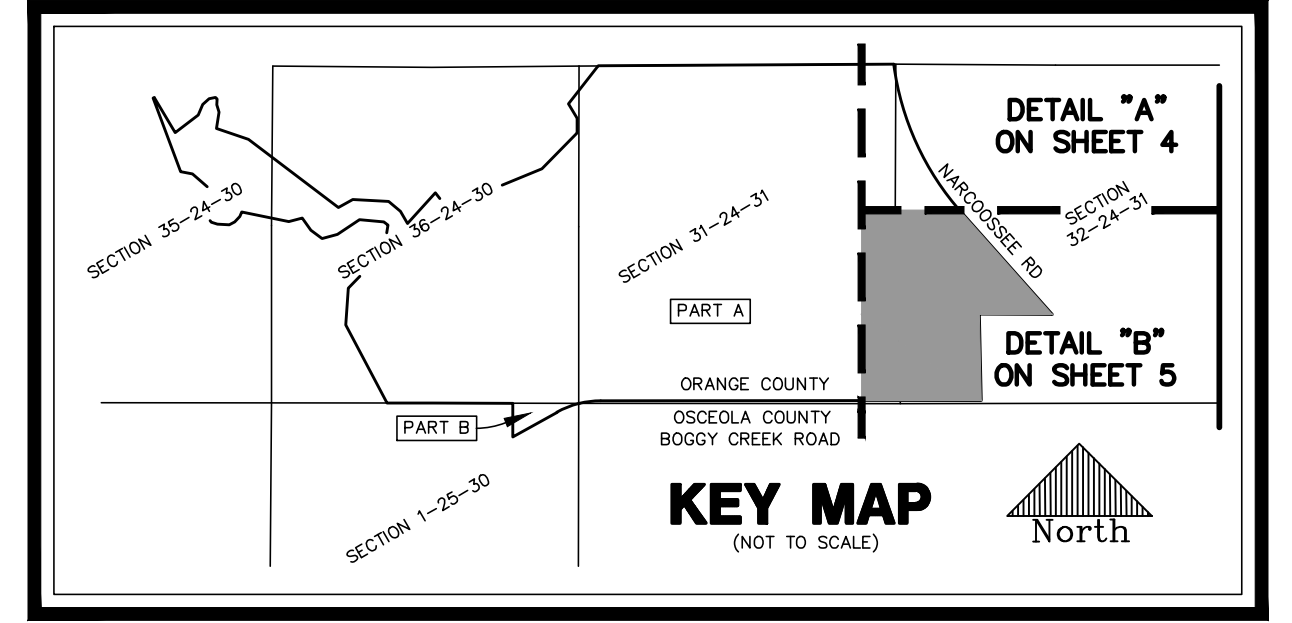 DETAIL "A"
ON SHEET 4
NARCOOSSEE RD
SECTION
32-24-31
SECTION 35-24-30
SECTION 36-24-30
SECTION 31-24-31
PART A
DETAIL "B"
ON SHEET 5
ORANGE COUNTY
OSCEOLA COUNTY
BOGGY CREEK ROAD
PART B
SECTION 1-25-30
KEY MAP
(NOT TO SCALE)
North